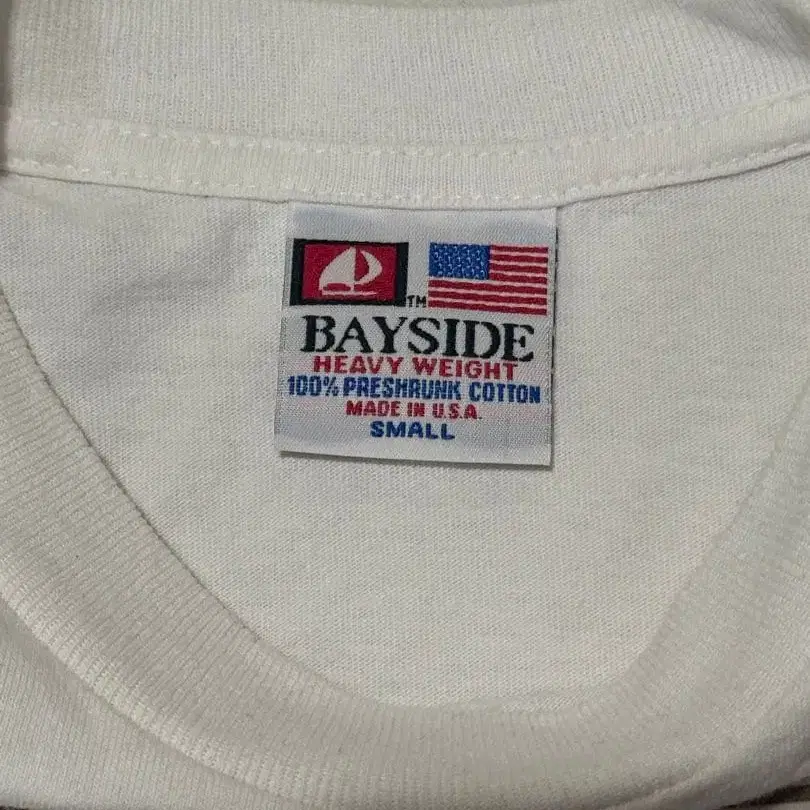 TM
BAYSIDE
HEAVY WEIGHT
100% PRESHRUNK COTTON
MADE IN U.S.A.
SMALL